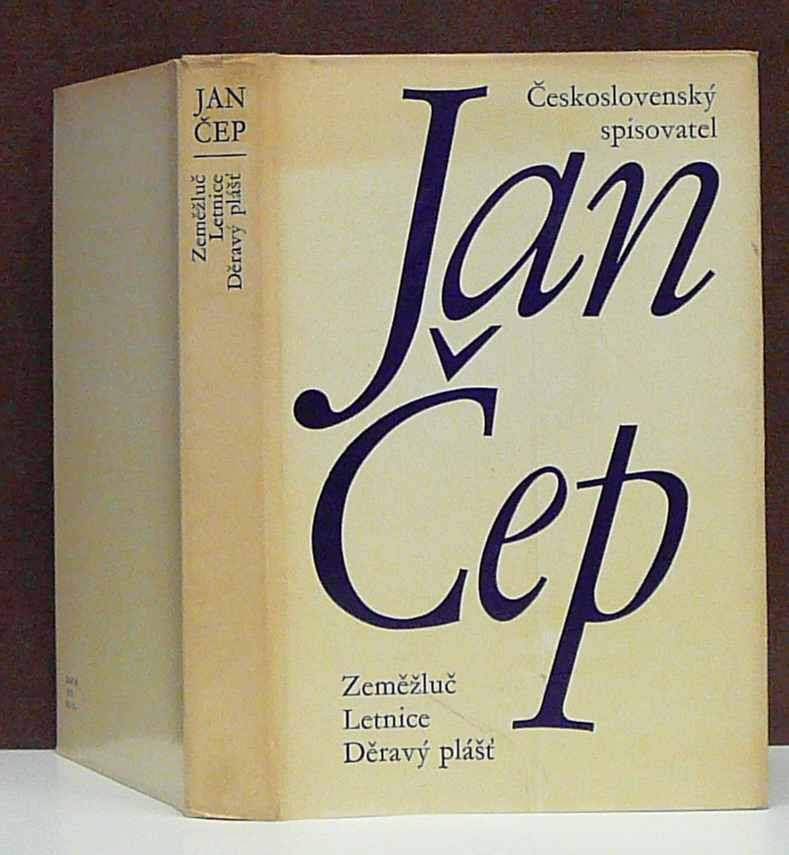 JAN
ČEP
Zeměžluč
Letnice
Děravý plášť
Československý
spisovatel
Jan
Čep
Zeměžluč
Letnice
Děravý plášť